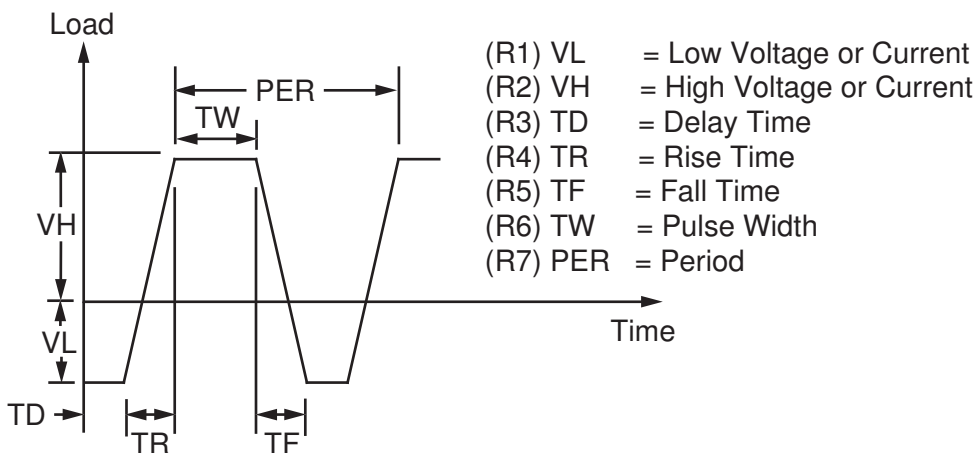 Load
PER
TW
VH
VL
TD
TR
TF
Time
(R1) VL = Low Voltage or Current
(R2) VH = High Voltage or Current
(R3) TD = Delay Time
(R4) TR = Rise Time
(R5) TF = Fall Time
(R6) TW = Pulse Width
(R7) PER = Period